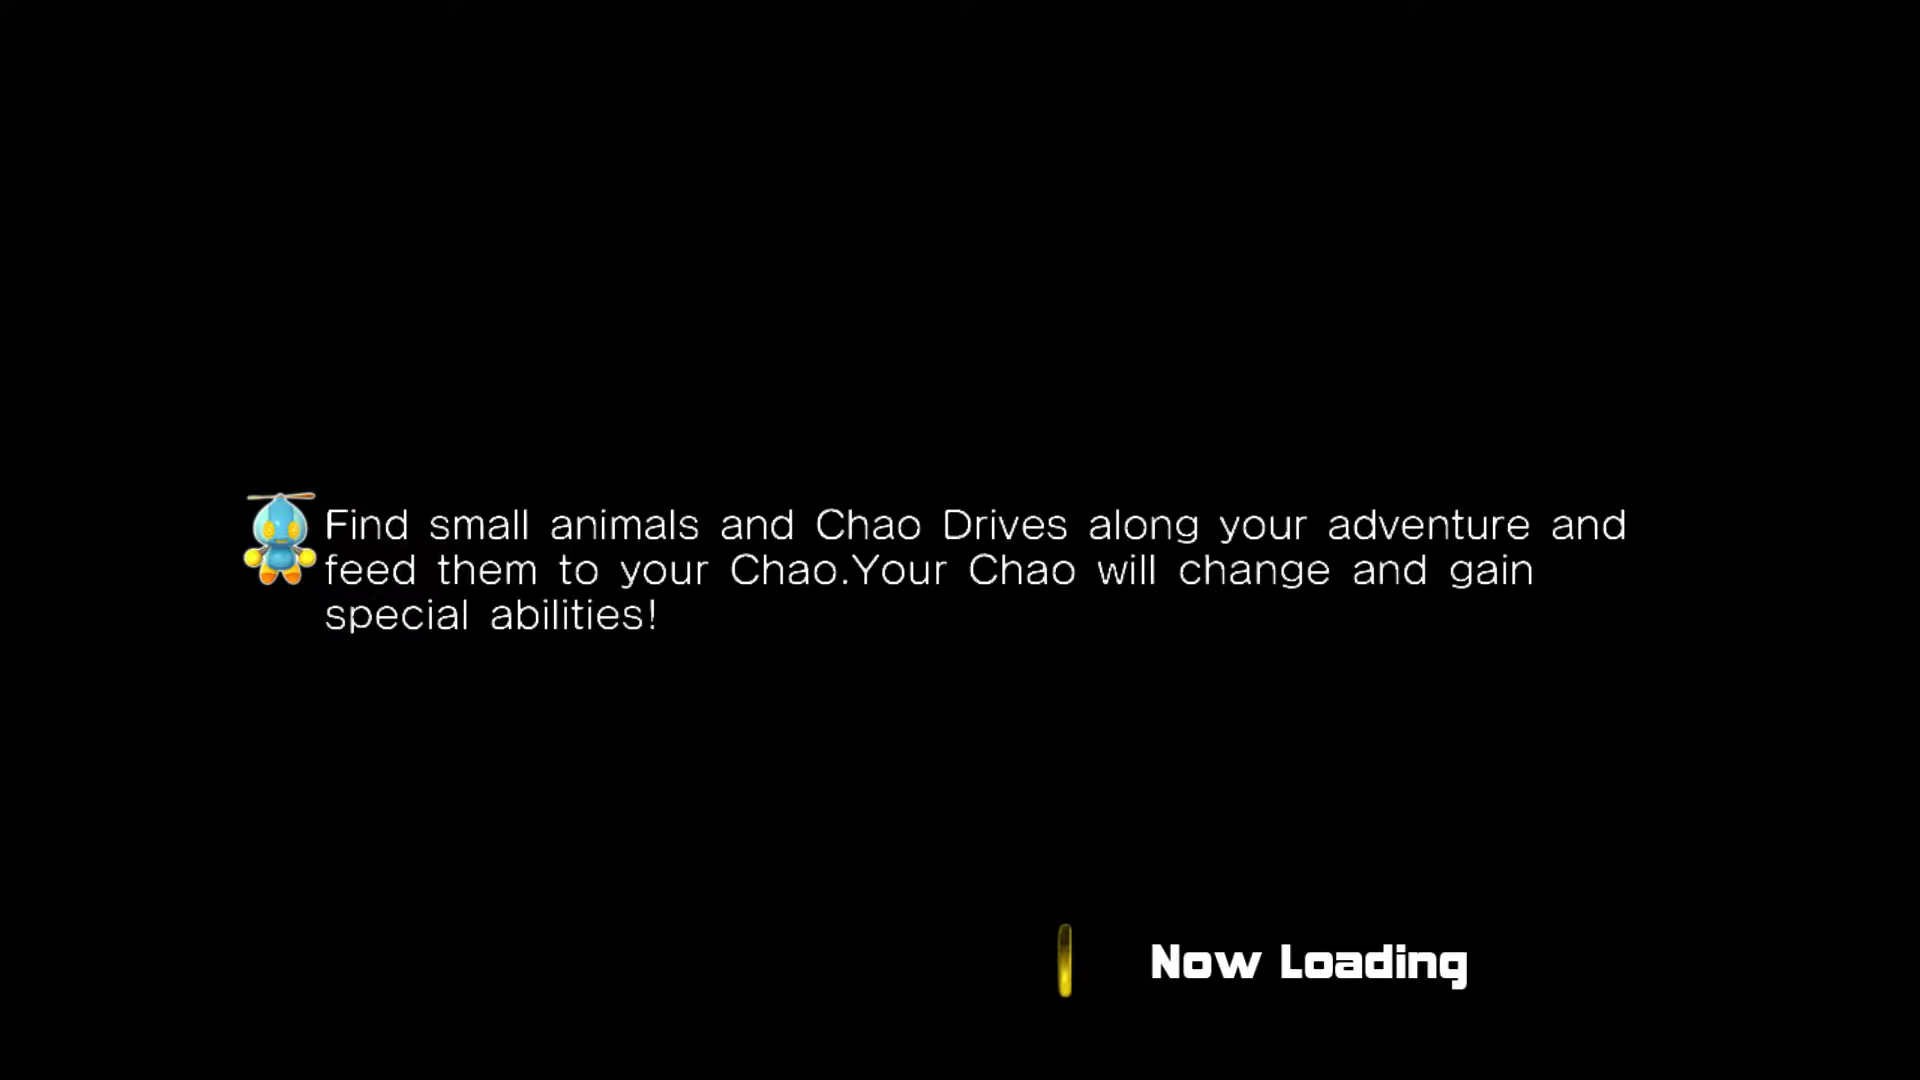 Find small animals and Chao Drives along your adventure and
feed them to your Chao.Your Chao will change and gain
special abilities!
Now Loading